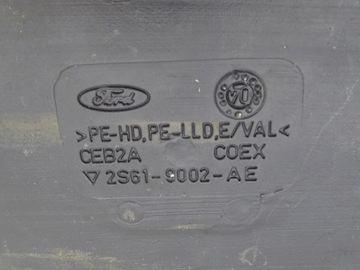 Ford
>PE-HD,PE-LLD,E/VAL<
CEB2A COEX
2S61-9002-AE